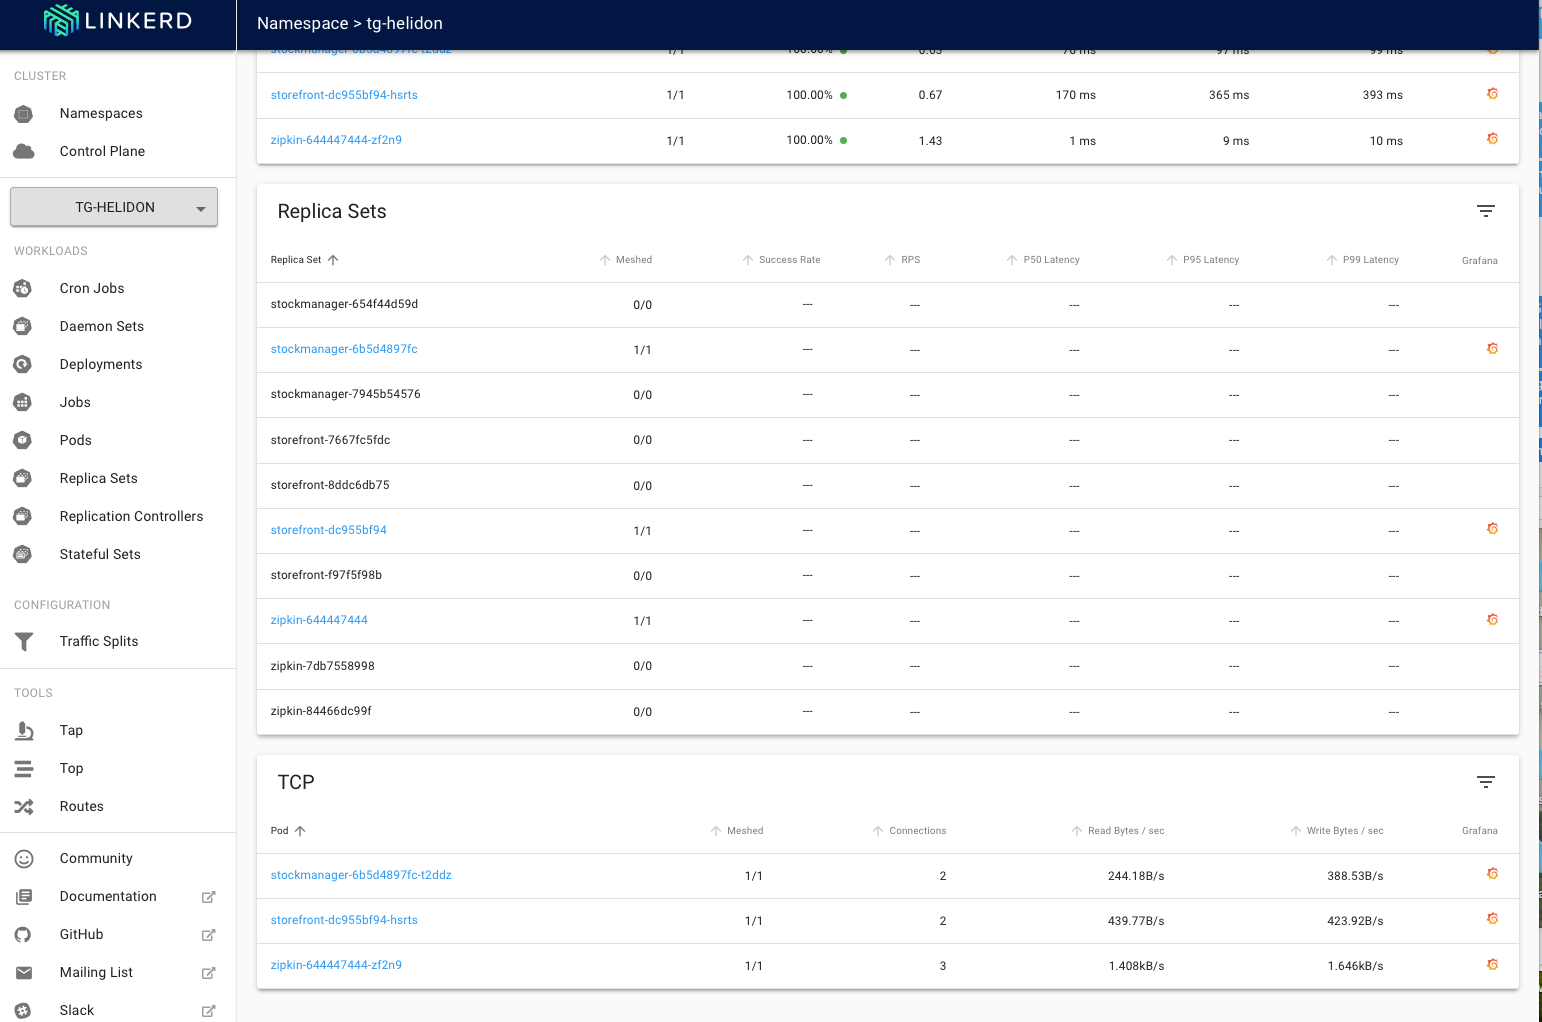 LINKERD
Namespace > tg-helidon
CLUSTER
Namespaces
Control Plane
TG-HELIDON
WORKLOADS
Cron Jobs
Daemon Sets
Deployments
Jobs
Pods
Replica Sets
Replication Controllers
Stateful Sets
CONFIGURATION
Traffic Splits
TOOLS
Tap
Top
Routes
Community
Documentation
GitHub
Mailing List
Slack
stockmanager-6b5d4897fc-t2ddz 1/1 100.00% 0.63 70 ms 97 ms 99 ms
storefront-dc955bf94-hsrts 1/1 100.00% 0.67 170 ms 365 ms 393 ms
zipkin-644447444-zf2n9 1/1 100.00% 1.43 1 ms 9 ms 10 ms
Replica Sets
Replica Set Meshed Success Rate RPS P50 Latency P95 Latency P99 Latency Grafana
stockmanager-654f44d59d 0/0 --- --- --- --- ---
stockmanager-6b5d4897fc 1/1 --- --- --- --- ---
stockmanager-7945b54576 0/0 --- --- --- --- ---
storefront-7667fc5fdc 0/0 --- --- --- --- ---
storefront-8ddc6db75 0/0 --- --- --- --- ---
storefront-dc955bf94 1/1 --- --- --- --- ---
storefront-f97f5f98b 0/0 --- --- --- --- ---
zipkin-644447444 1/1 --- --- --- --- ---
zipkin-7db7558998 0/0 --- --- --- --- ---
zipkin-84466dc99f 0/0 --- --- --- --- ---
TCP
Pod Meshed Connections Read Bytes / sec Write Bytes / sec Grafana
stockmanager-6b5d4897fc-t2ddz 1/1 2 244.18B/s 388.53B/s
storefront-dc955bf94-hsrts 1/1 2 439.77B/s 423.92B/s
zipkin-644447444-zf2n9 1/1 3 1.408kB/s 1.646kB/s